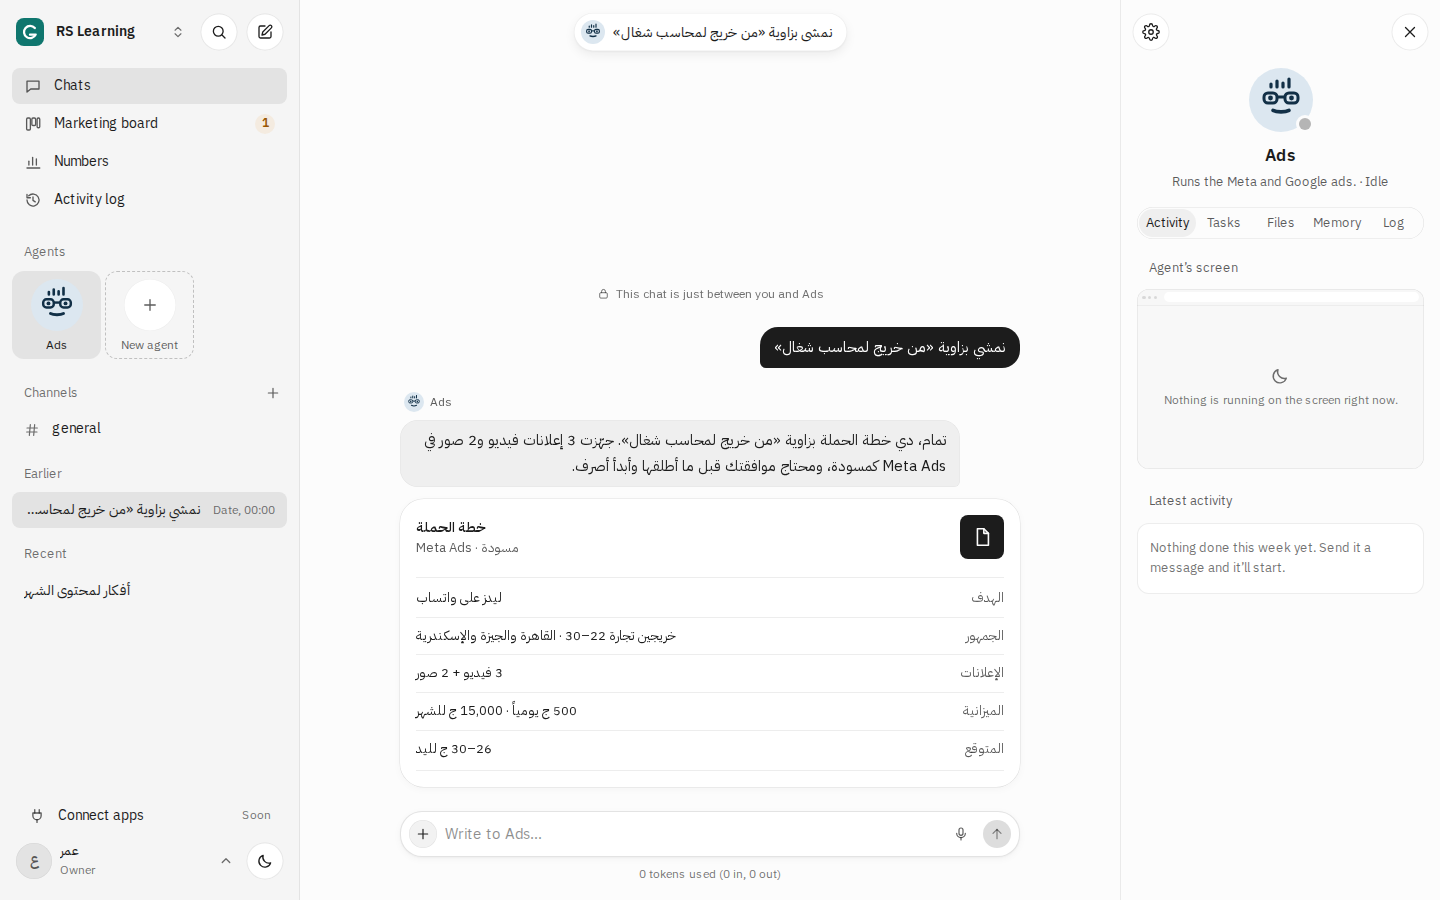 RS Learning
Chats
Marketing board 1
Numbers
Activity log
Agents
Ads
New agent
Channels
general
Earlier
نمشي بزاوية «من خريج لمحاسب... Date, 00:00
Recent
أفكار لمحتوى الشهر
Connect apps Soon
ع
عمر
Owner
نمشي بزاوية «من خريج لمحاسب شغال»
This chat is just between you and Ads
نمشي بزاوية «من خريج لمحاسب شغال»
Ads
تمام، دي خطة الحملة بزاوية «من خريج لمحاسب شغال». جهّزت 3 إعلانات فيديو و2 صور في
Meta Ads كمسودة، ومحتاج موافقتك قبل ما أطلقها وأبدأ أصرف.
خطة الحملة
Meta Ads · مسودة
الهدف ليدز على واتساب
الجمهور خريجين تجارة 22–30 · القاهرة والجيزة والإسكندرية
الإعلانات 3 فيديو + 2 صور
الميزانية 500 ج يومياً · 15,000 ج للشهر
المتوقع 26–30 ج لليد
Write to Ads...
0 tokens used (0 in, 0 out)
Ads
Runs the Meta and Google ads. · Idle
Activity Tasks Files Memory Log
Agent's screen
Nothing is running on the screen right now.
Latest activity
Nothing done this week yet. Send it a
message and it'll start.